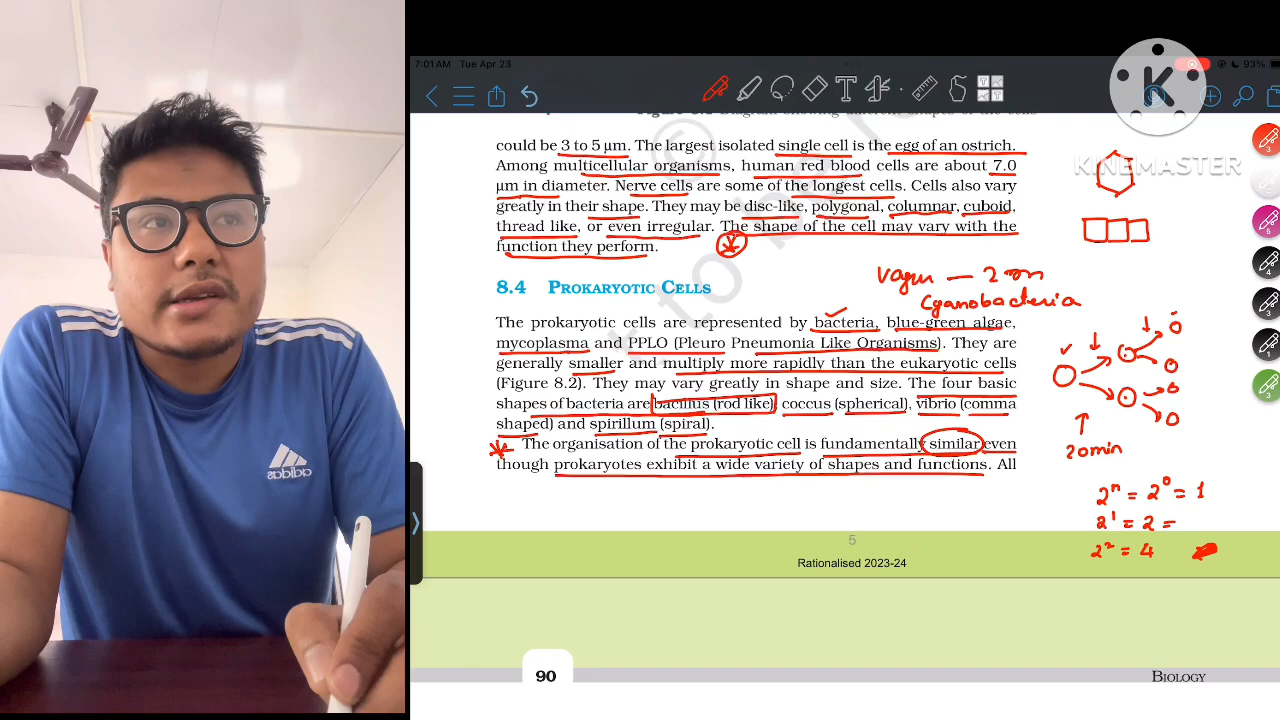 7:01 AM Tue Apr 23
93%
KINEMASTER
could be 3 to 5 µm. The largest isolated single cell is the egg of an ostrich.
Among multicellular organisms, human red blood cells are about 7.0
µm in diameter. Nerve cells are some of the longest cells. Cells also vary
greatly in their shape. They may be disc-like, polygonal, columnar, cuboid,
thread like, or even irregular. The shape of the cell may vary with the
function they perform.
8.4 PROKARYOTIC CELLS
Cyanobacteria
The prokaryotic cells are represented by bacteria, blue-green algae,
mycoplasma and PPLO (Pleuro Pneumonia Like Organisms). They are
generally smaller and multiply more rapidly than the eukaryotic cells
(Figure 8.2). They may vary greatly in shape and size. The four basic
shapes of bacteria are bacillus (rod like), coccus (spherical), vibrio (comma
shaped) and spirillum (spiral).
The organisation of the prokaryotic cell is fundamentally similar even
though prokaryotes exhibit a wide variety of shapes and functions. All
20min
2ⁿ = 2⁰ = 1
2¹ = 2 =
2² = 4
5
Rationalised 2023-24
90
BIOLOGY
adidas